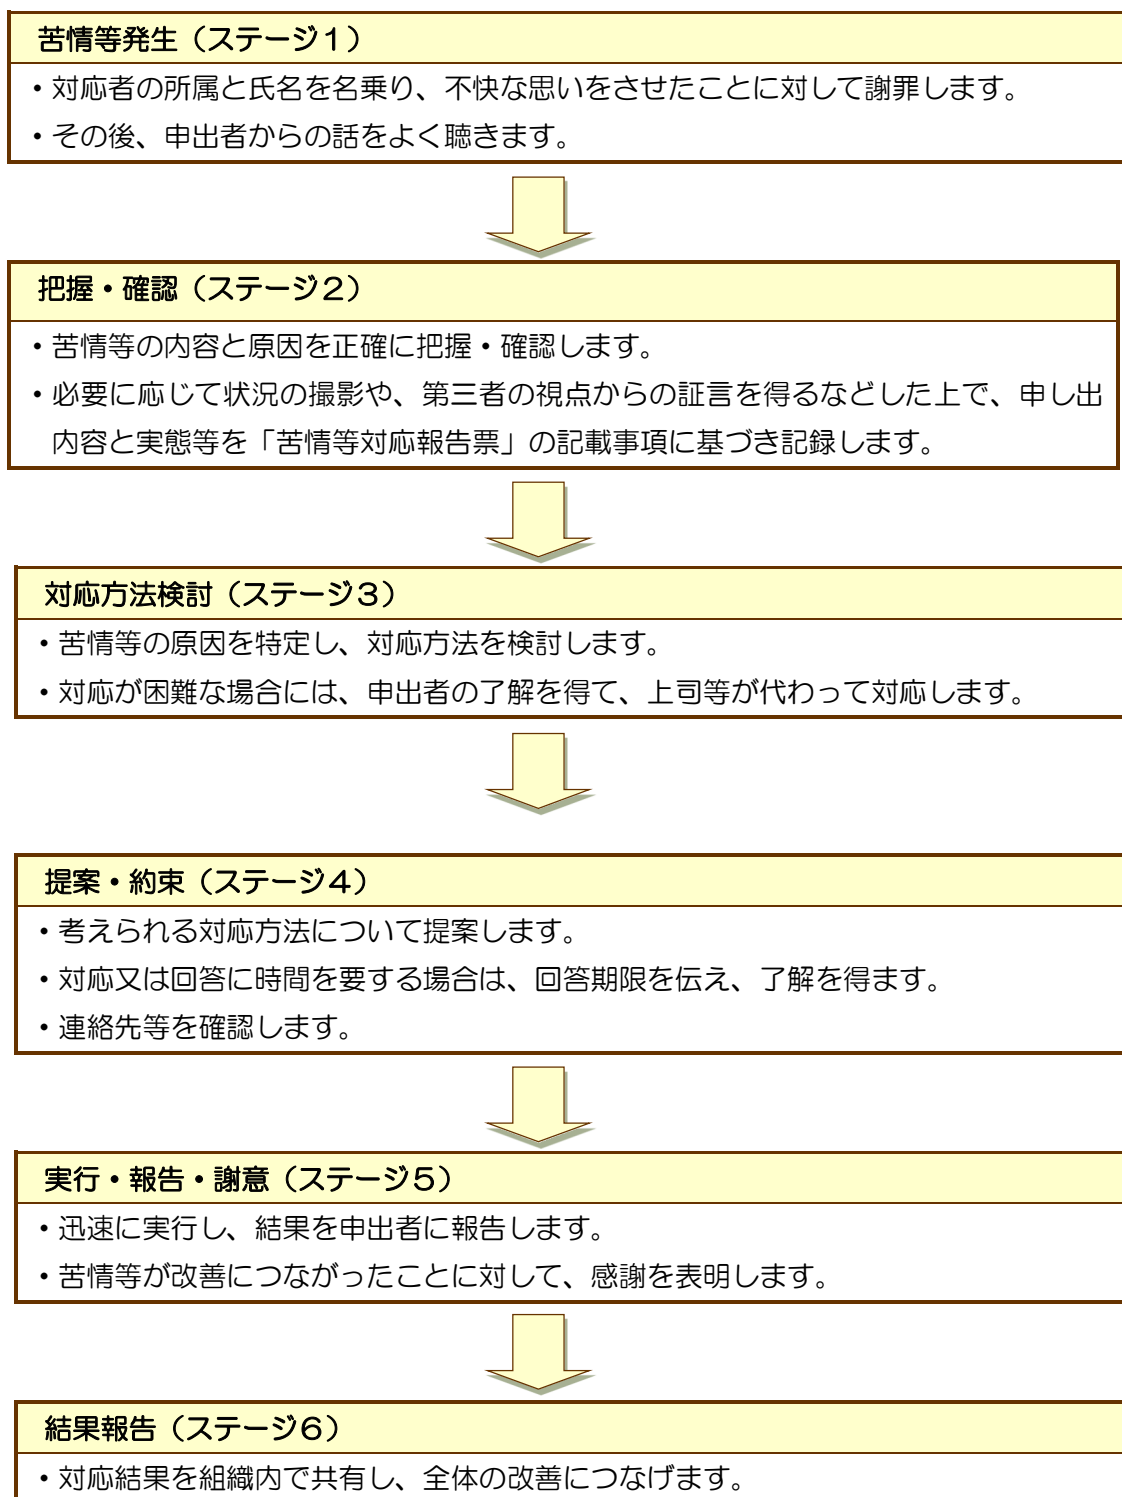 苦情等発生（ステージ１）
・対応者の所属と氏名を名乗り、不快な思いをさせたことに対して謝罪します。
・その後、申出者からの話をよく聴きます。
把握・確認（ステージ２）
・苦情等の内容と原因を正確に把握・確認します。
・必要に応じて状況の撮影や、第三者の視点からの証言を得るなどした上で、申し出
内容と実態等を「苦情等対応報告票」の記載事項に基づき記録します。
対応方法検討（ステージ３）
・苦情等の原因を特定し、対応方法を検討します。
・対応が困難な場合には、申出者の了解を得て、上司等が代わって対応します。
提案・約束（ステージ４）
・考えられる対応方法について提案します。
・対応又は回答に時間を要する場合は、回答期限を伝え、了解を得ます。
・連絡先等を確認します。
実行・報告・謝意（ステージ５）
・迅速に実行し、結果を申出者に報告します。
・苦情等が改善につながったことに対して、感謝を表明します。
結果報告（ステージ６）
・対応結果を組織内で共有し、全体の改善につなげます。